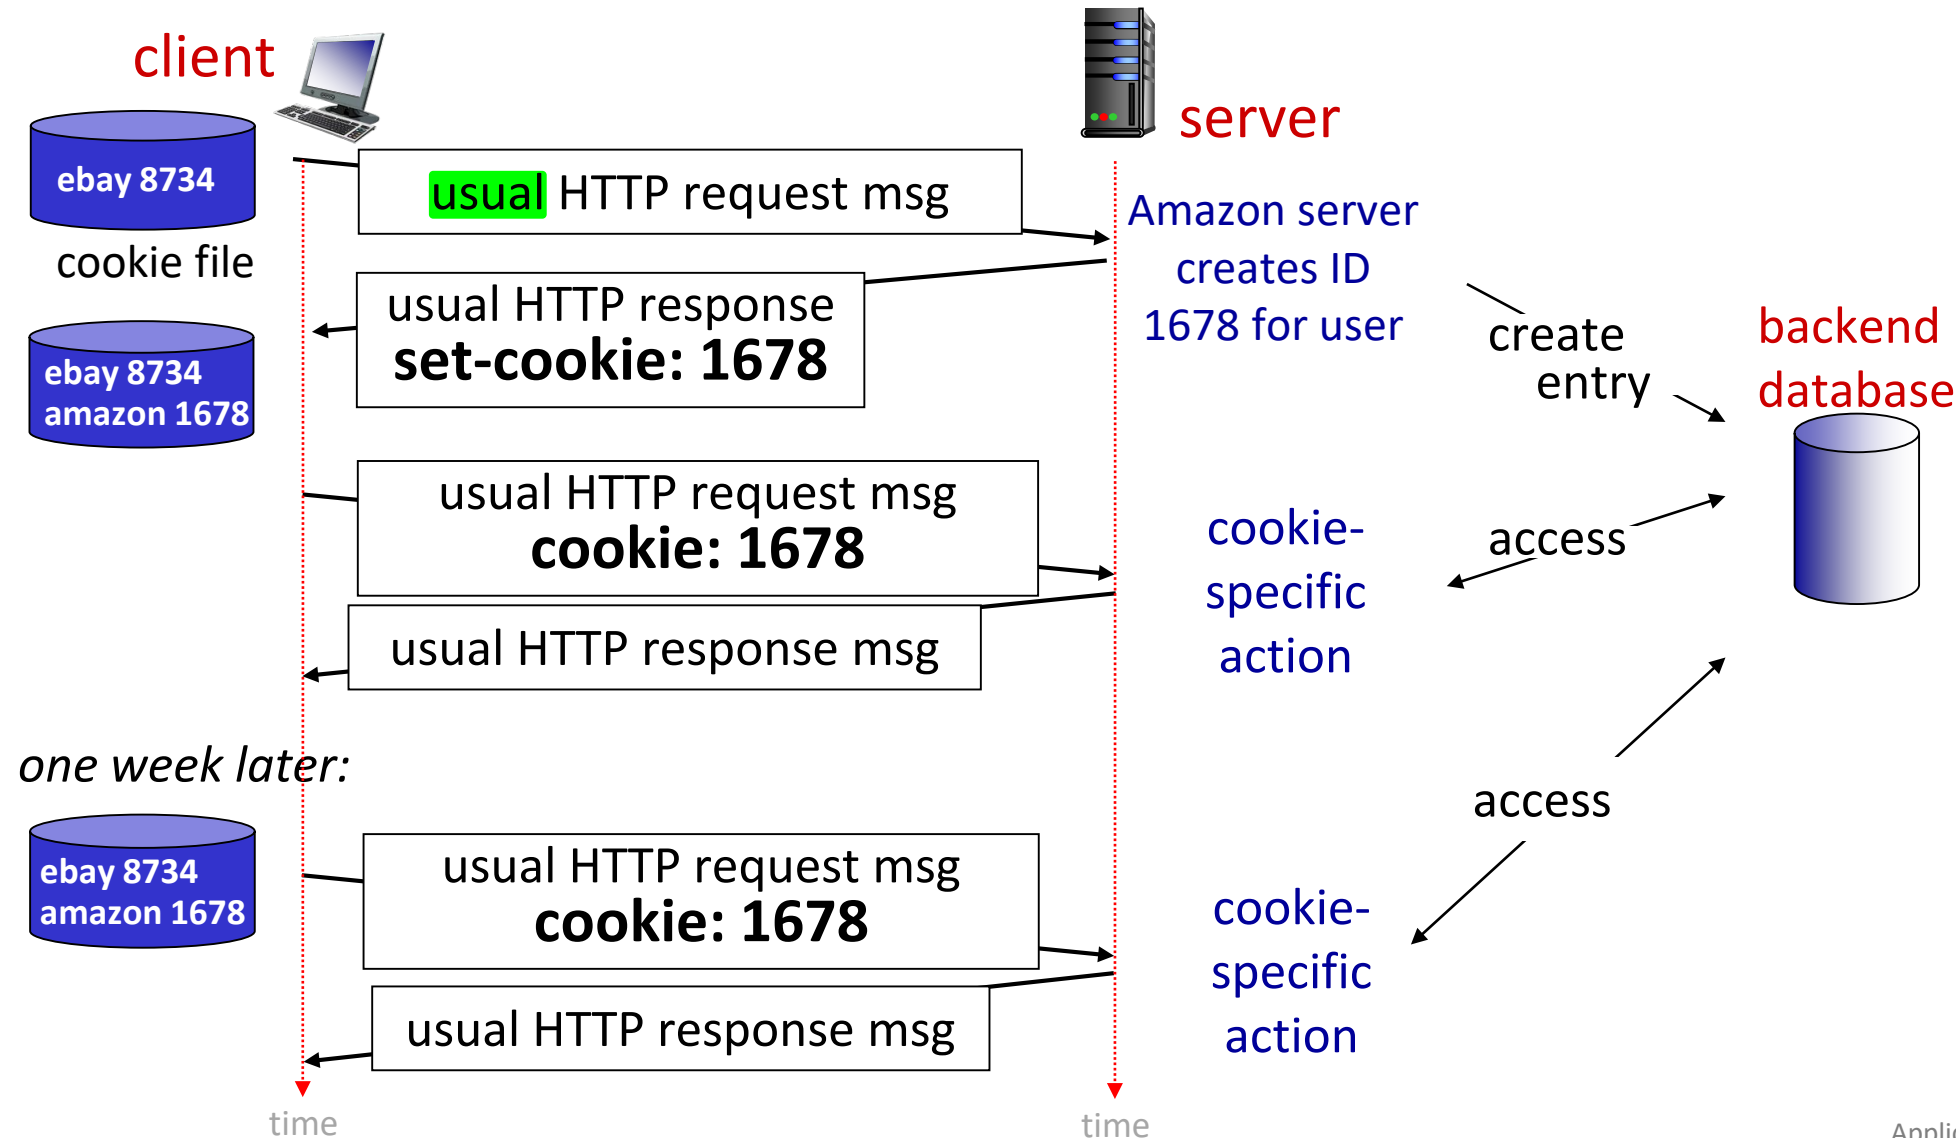 client
server
ebay 8734
cookie file
usual HTTP request msg
Amazon server
creates ID
1678 for user
usual HTTP response
set-cookie: 1678
create
entry
backend
database
ebay 8734
amazon 1678
usual HTTP request msg
cookie: 1678
cookie-
specific
action
access
usual HTTP response msg
one week later:
access
ebay 8734
amazon 1678
usual HTTP request msg
cookie: 1678
cookie-
specific
action
usual HTTP response msg
time
time